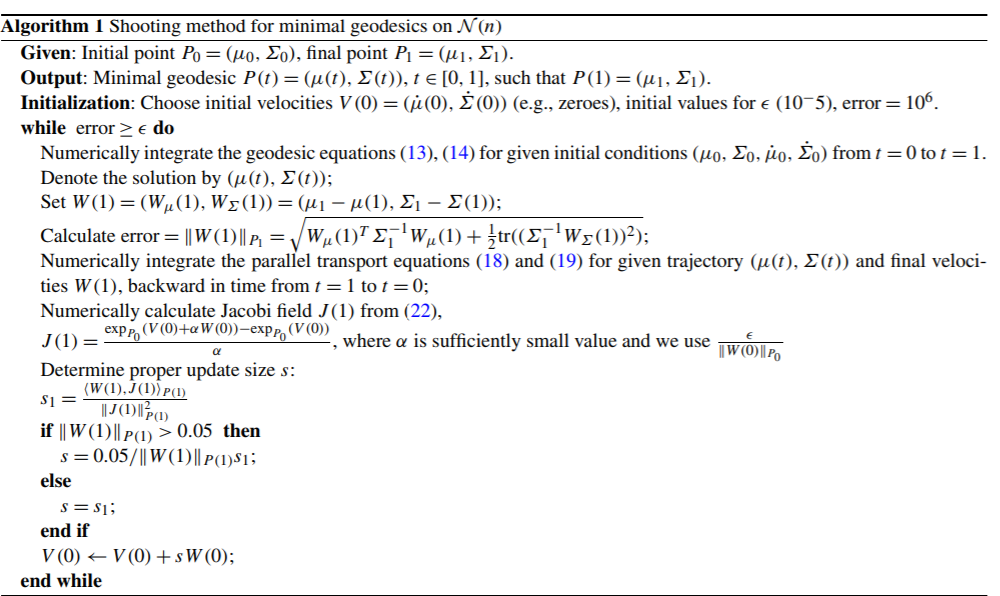 Algorithm 1 Shooting method for minimal geodesics on 𝒩(n)
Given: Initial point P₀ = (μ₀, Σ₀), final point P₁ = (μ₁, Σ₁).
Output: Minimal geodesic P(t) = (μ(t), Σ(t)), t ∈ [0, 1], such that P(1) = (μ₁, Σ₁).
Initialization: Choose initial velocities V(0) = (μ̇(0), Σ̇(0)) (e.g., zeroes), initial values for ϵ (10⁻5), error = 10⁶.
while error ≥ ϵ do
Numerically integrate the geodesic equations (13), (14) for given initial conditions (μ₀, Σ₀, μ̇₀, Σ̇₀) from t = 0 to t = 1.
Denote the solution by (μ(t), Σ(t));
Set W(1) = (W_μ(1), W_Σ(1)) = (μ₁ − μ(1), Σ₁ − Σ(1));
Calculate error = ‖W(1)‖_{P₁} = √(W_μ(1)ᵀ Σ₁⁻¹ W_μ(1) + ½tr((Σ₁⁻¹ W_Σ(1))²));
Numerically integrate the parallel transport equations (18) and (19) for given trajectory (μ(t), Σ(t)) and final veloci-
ties W(1), backward in time from t = 1 to t = 0;
Numerically calculate Jacobi field J(1) from (22),
J(1) = (exp_{P₀}(V(0)+αW(0))−exp_{P₀}(V(0)))/α, where α is sufficiently small value and we use ϵ/‖W(0)‖_{P₀}
Determine proper update size s:
s₁ = ⟨W(1),J(1)⟩_{P(1)}/‖J(1)‖²_{P(1)}
if ‖W(1)‖_{P(1)} > 0.05 then
s = 0.05/‖W(1)‖_{P(1)}s₁;
else
s = s₁;
end if
V(0) ← V(0) + sW(0);
end while